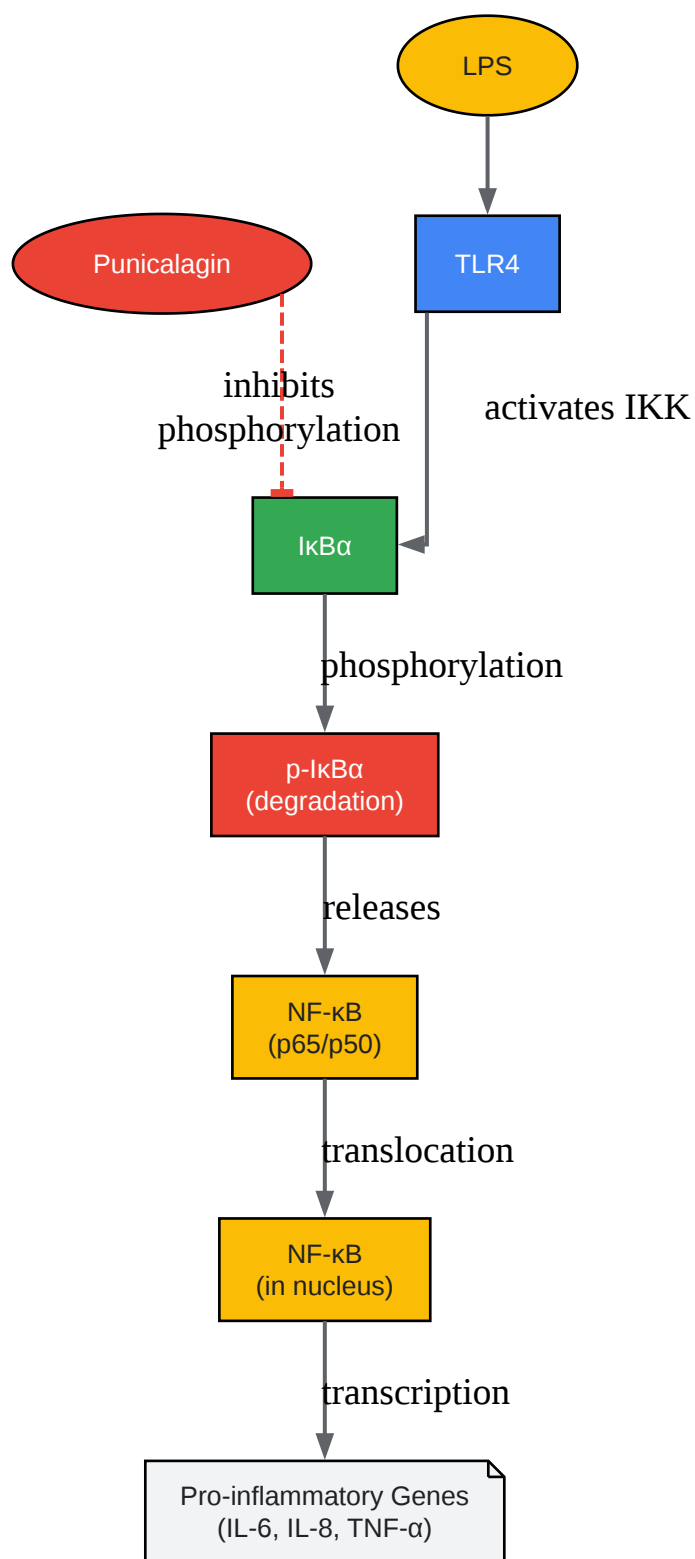 LPS
Punicalagin
TLR4
inhibits
phosphorylation
activates IKK
IκBα
phosphorylation
p-IκBα
(degradation)
releases
NF-κB
(p65/p50)
translocation
NF-κB
(in nucleus)
transcription
Pro-inflammatory Genes
(IL-6, IL-8, TNF-α)